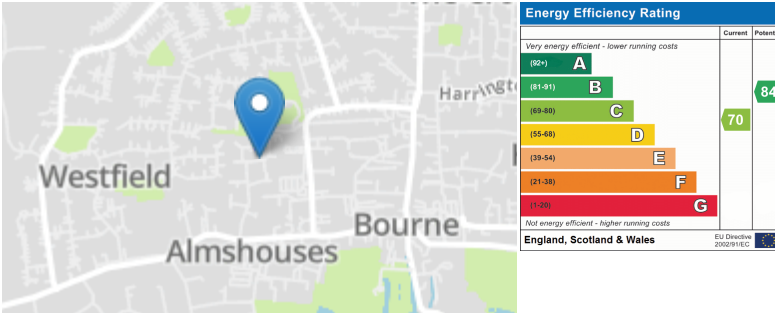 Harringt
Westfield
Bourne
Almshouses
Energy Efficiency Rating
Current Potent
Very energy efficient - lower running costs
(92+) A
(81-91) B
84
(69-80) C
70
(55-68) D
(39-54) E
(21-38) F
(1-20) G
Not energy efficient - higher running costs
England, Scotland & Wales
EU Directive
2002/91/EC